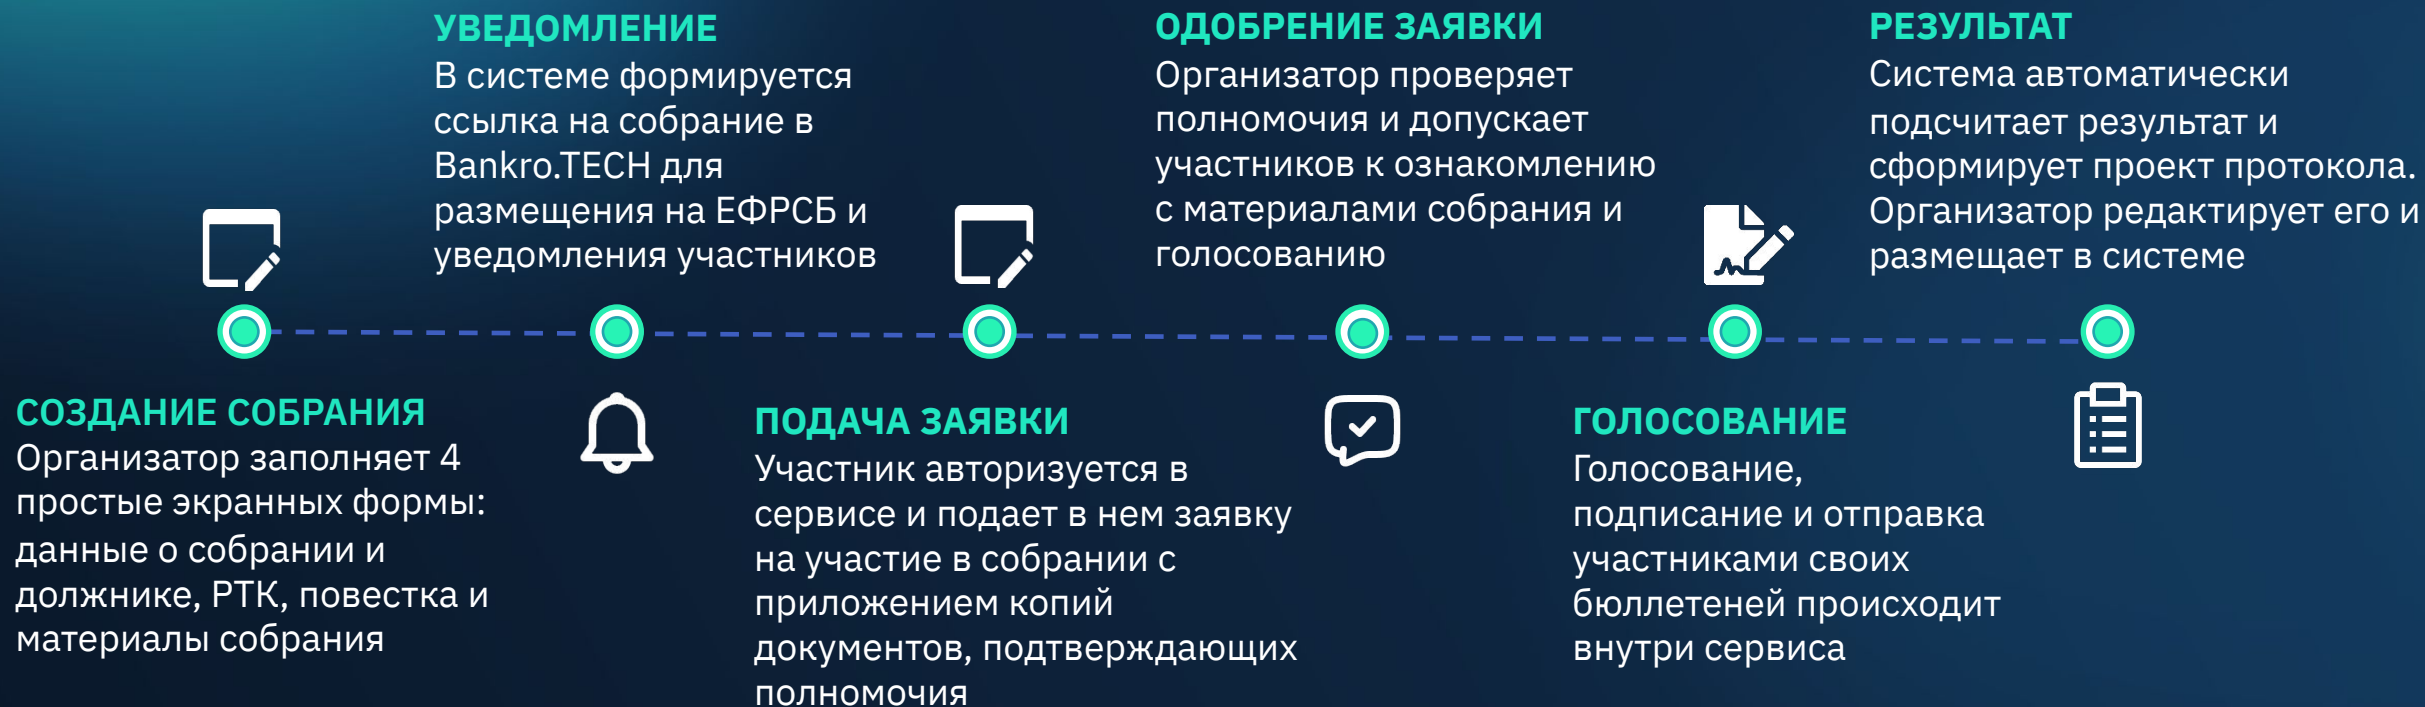 СОЗДАНИЕ СОБРАНИЯ
Организатор заполняет 4
простые экранных формы:
данные о собрании и
должнике, РТК, повестка и
материалы собрания
УВЕДОМЛЕНИЕ
В системе формируется
ссылка на собрание в
Bankro.TECH для
размещения на ЕФРСБ и
уведомления участников
ПОДАЧА ЗАЯВКИ
Участник авторизуется в
сервисе и подает в нем заявку
на участие в собрании с
приложением копий
документов, подтверждающих
полномочия
ОДОБРЕНИЕ ЗАЯВКИ
Организатор проверяет
полномочия и допускает
участников к ознакомлению
с материалами собрания и
голосованию
ГОЛОСОВАНИЕ
Голосование,
подписание и отправка
участниками своих
бюллетеней происходит
внутри сервиса
РЕЗУЛЬТАТ
Система автоматически
подсчитает результат и
сформирует проект протокола.
Организатор редактирует его и
размещает в системе